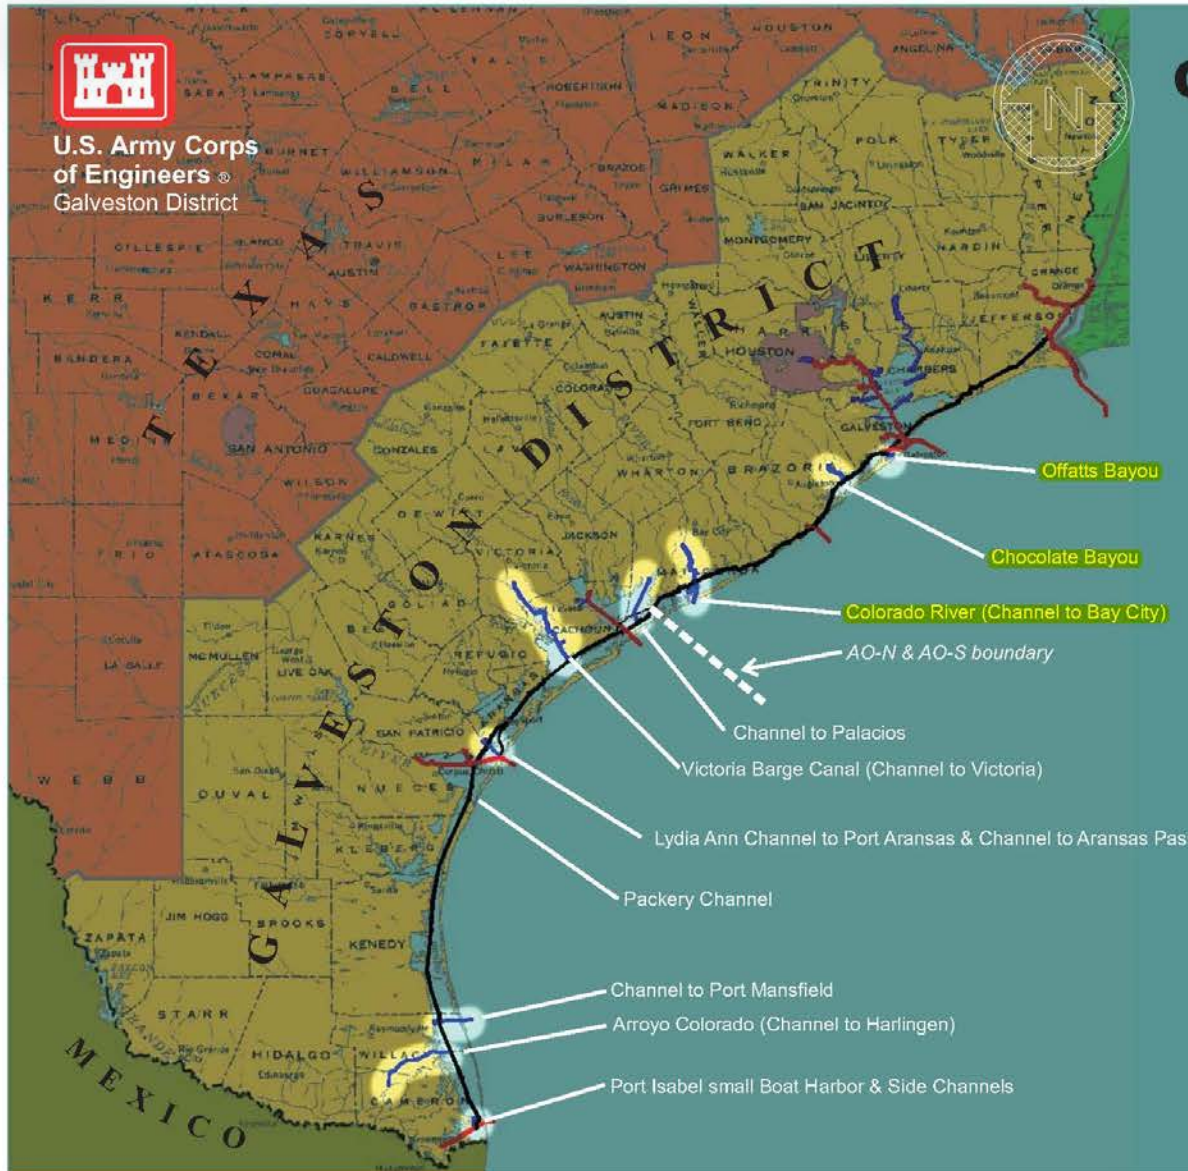 U.S. Army Corps
of Engineers ®
Galveston District
TEXAS
GALVESTON DISTRICT
MEXICO
N
LEON
HOUSTON
ANGELINA
CORYELL
FALLS
ROBERTSON
LAMPASAS
SABA
BELL
MADISON
TRINITY
BURNET
MILAM
BRAZOS
GRIMES
WALKER
POLK
TYLER
WILLIAMSON
BURLESON
SAN JACINTO
MONTGOMERY
LIBERTY
HARDIN
GILLESPIE
BLANCO
TRAVIS
AUSTIN
LEE
WASHINGTON
ORANGE
JEFFERSON
KERR
HAYS
BASTROP
AUSTIN
WALLER
HARRIS
HOUSTON
KENDALL
COMAL
CALDWELL
FAYETTE
CHAMBERS
BANDERA
GUADALUPE
COLORADO
FORT BEND
GALVESTON
BEXAR
SAN ANTONIO
GONZALES
LAVACA
WHARTON
BRAZORIA
Offatts Bayou
WILSON
DE WITT
JACKSON
Bay City
Chocolate Bayou
FRIO
ATASCOSA
KARNES
VICTORIA
MATAGORDA
GOLIAD
CALHOUN
Colorado River (Channel to Bay City)
LA SALLE
MCMULLEN
LIVE OAK
BEE
REFUGIO
AO-N & AO-S boundary
SAN PATRICIO
Channel to Palacios
Corpus Christi
Victoria Barge Canal (Channel to Victoria)
WEBB
DUVAL
NUECES
KLEBERG
Lydia Ann Channel to Port Aransas & Channel to Aransas Pas
Packery Channel
ZAPATA
JIM HOGG
BROOKS
KENEDY
Channel to Port Mansfield
STARR
Arroyo Colorado (Channel to Harlingen)
HIDALGO
WILLACY
CAMERON
Port Isabel small Boat Harbor & Side Channels